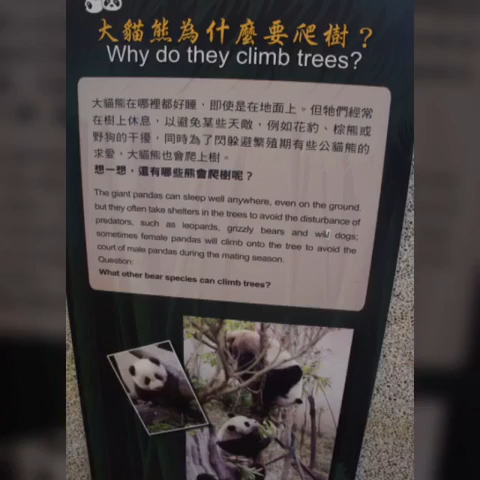 大貓熊為什麼要爬樹？
Why do they climb trees?
大貓熊在哪裡都好睡，即使是在地面上。但牠們經常
在樹上休息，以避免某些天敵，例如花豹、棕熊或
野狗的干擾，同時為了閃躲避繁殖期有些公貓熊的
求愛，大貓熊也會爬上樹。
想一想，還有哪些熊會爬樹呢？
The giant pandas can sleep well anywhere, even on the ground,
but they often take shelters in the trees to avoid the disturbance of
predators, such as leopards, grizzly bears and wild dogs;
sometimes female pandas will climb onto the tree to avoid the
court of male pandas during the mating season.
Question:
What other bear species can climb trees?